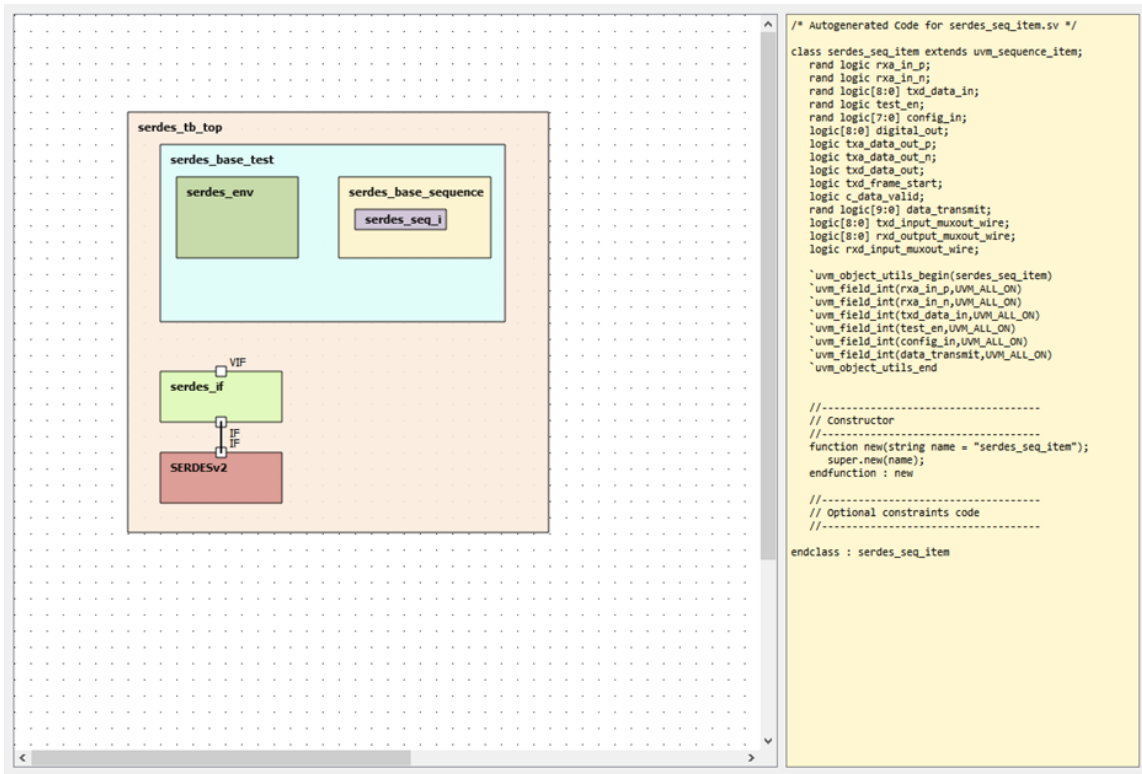 serdes_tb_top
serdes_base_test
serdes_env
serdes_base_sequence
serdes_seq_i
VIF
serdes_if
IF
IF
SERDESv2
/* Autogenerated Code for serdes_seq_item.sv */
class serdes_seq_item extends uvm_sequence_item;
rand logic rxa_in_p;
rand logic rxa_in_n;
rand logic[8:0] txd_data_in;
rand logic test_en;
rand logic[7:0] config_in;
logic[8:0] digital_out;
logic txa_data_out_p;
logic txa_data_out_n;
logic txd_data_out;
logic txd_frame_start;
logic c_data_valid;
rand logic[9:0] data_transmit;
logic[8:0] txd_input_muxout_wire;
logic[8:0] rxd_output_muxout_wire;
logic rxd_input_muxout_wire;
`uvm_object_utils_begin(serdes_seq_item)
`uvm_field_int(rxa_in_p,UVM_ALL_ON)
`uvm_field_int(rxa_in_n,UVM_ALL_ON)
`uvm_field_int(txd_data_in,UVM_ALL_ON)
`uvm_field_int(test_en,UVM_ALL_ON)
`uvm_field_int(config_in,UVM_ALL_ON)
`uvm_field_int(data_transmit,UVM_ALL_ON)
`uvm_object_utils_end
//-----------------------------------
// Constructor
//-----------------------------------
function new(string name = "serdes_seq_item");
super.new(name);
endfunction : new
//-----------------------------------
// Optional constraints code
//-----------------------------------
endclass : serdes_seq_item